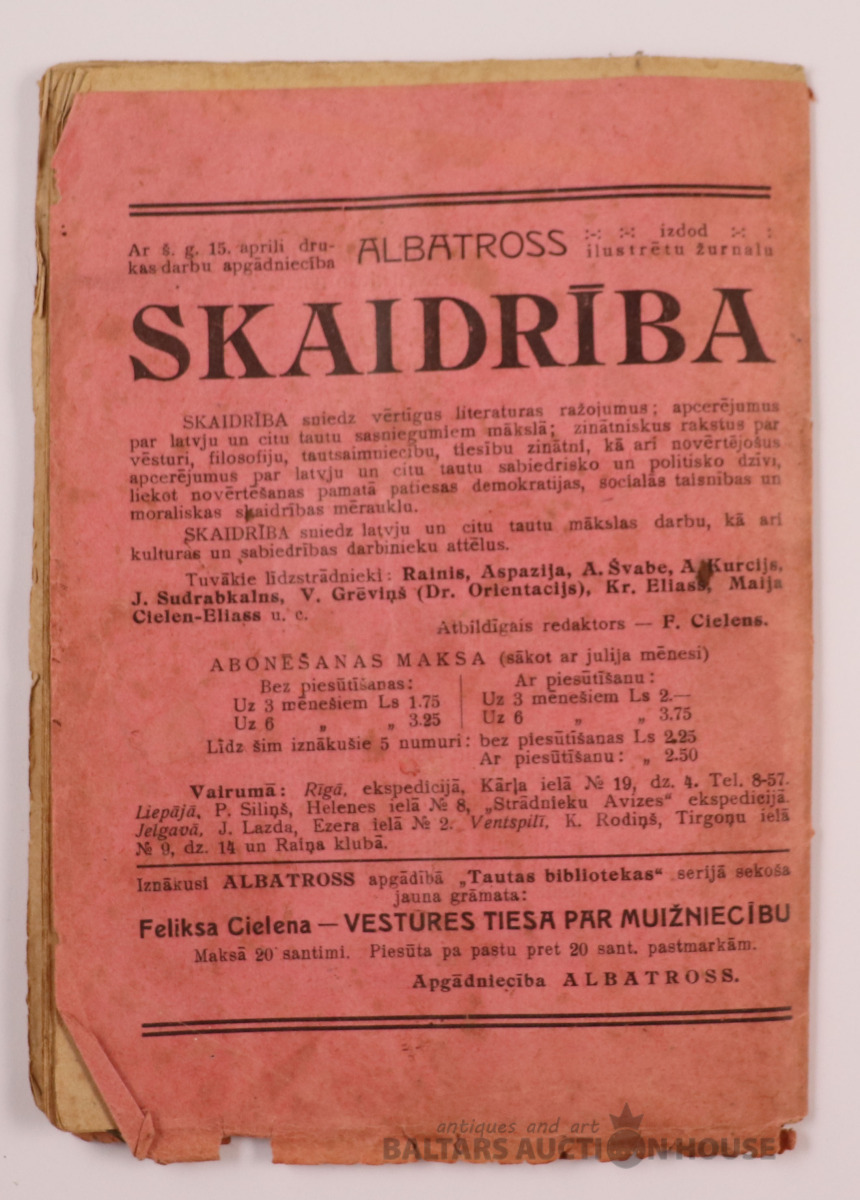 Ar š. g. 15. aprili dru-
kas darbu apgādniecība
ALBATROSS
:-: :-: izdod :-: :
ilustrētu žurnalu
SKAIDRĪBA
SKAIDRĪBA sniedz vērtigus literaturas ražojumus; apcerējumus
par latvju un citu tautu sasniegumiem mākslā; zinātniskus rakstus par
vēsturi, filosofiju, tautsaimniecību, tiesību zinātni, kā arī novērtējošus
apcerējumus par latvju un citu tautu sabiedrisko un politisko dzīvi,
liekot novērtēšanas pamatā patiesas demokratijas, sociālās taisnības un
moraliskas skaidrības mērauklu.
SKAIDRĪBA sniedz latvju un citu tautu mākslas darbu, kā arī
kulturas un sabiedrības darbinieku attēlus.
Tuvākie līdzstrādnieki: Rainis, Aspazija, A. Švabe, A. Kurcijs,
J. Sudrabkalns, V. Grēviņš (Dr. Orientacijs), Kr. Eliass, Maija
Cielen-Eliass u. c.
Atbildīgais redaktors — F. Cielens.
ABONĒŠANAS MAKSA (sākot ar julija mēnesi)
Bez piesūtīšanas:
Uz 3 mēnešiem Ls 1.75
Uz 6 „ „ 3.25
Ar piesūtīšanu:
Uz 3 mēnešiem Ls 2.—
Uz 6 „ „ 3.75
Līdz šim iznākušie 5 numuri: bez piesūtīšanas Ls 2.25
Ar piesūtīšanu: „ 2.50
Vairumā: Rīgā, ekspedicijā, Kārļa ielā № 19, dz. 4. Tel. 8-57.
Liepājā, P. Siliņš, Helenes ielā № 8, „Strādnieku Avizes“ ekspedicijā.
Jelgavā, J. Lazda, Ezera ielā № 2. Ventspilī, K. Rodiņš, Tirgoņu ielā
№ 9, dz. 14 un Raiņa klubā.
Iznākusi ALBATROSS apgādībā „Tautas bibliotekas“ serijā sekoša
jauna grāmata:
Feliksa Cielena — VESTURES TIESA PAR MUIŽNIECĪBU
Maksā 20 santimi. Piesūta pa pastu pret 20 sant. pastmarkām.
Apgādniecība ALBATROSS.
antiques and art
BALTARS AUCTION HOUSE